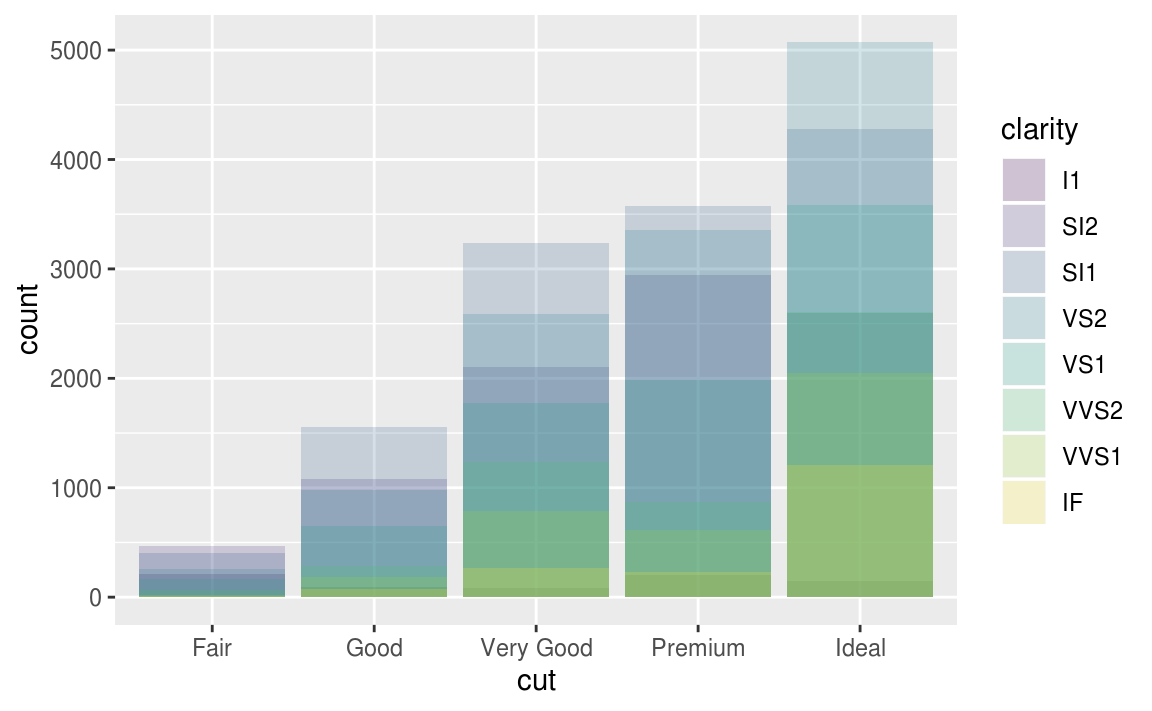 5000
4000
3000
2000
1000
0
count
Fair Good Very Good Premium Ideal
cut
clarity
I1
SI2
SI1
VS2
VS1
VVS2
VVS1
IF